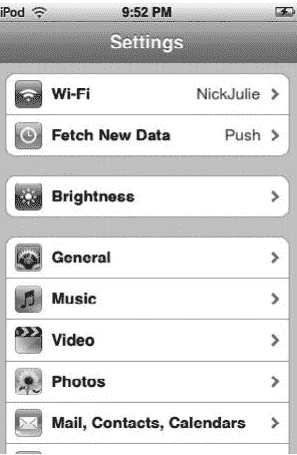 iPod 9:52 PM
Settings
Wi-Fi NickJulie
Fetch New Data Push
Brightness
General
Music
Video
Photos
Mail, Contacts, Calendars